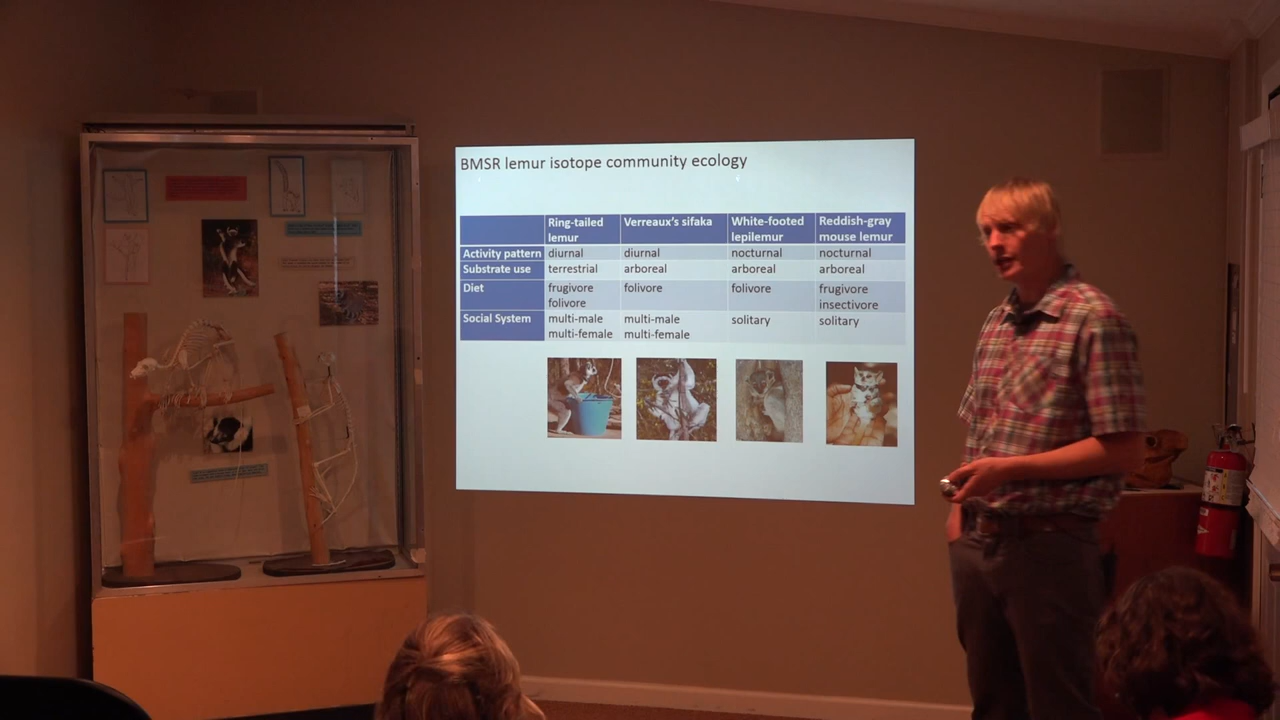 BMSR lemur isotope community ecology
Ring-tailed lemur Verreaux's sifaka White-footed lepilemur Reddish-gray mouse lemur
Activity pattern diurnal diurnal nocturnal nocturnal
Substrate use terrestrial arboreal arboreal arboreal
Diet frugivore folivore folivore folivore frugivore insectivore
Social System multi-male multi-female multi-male multi-female solitary solitary